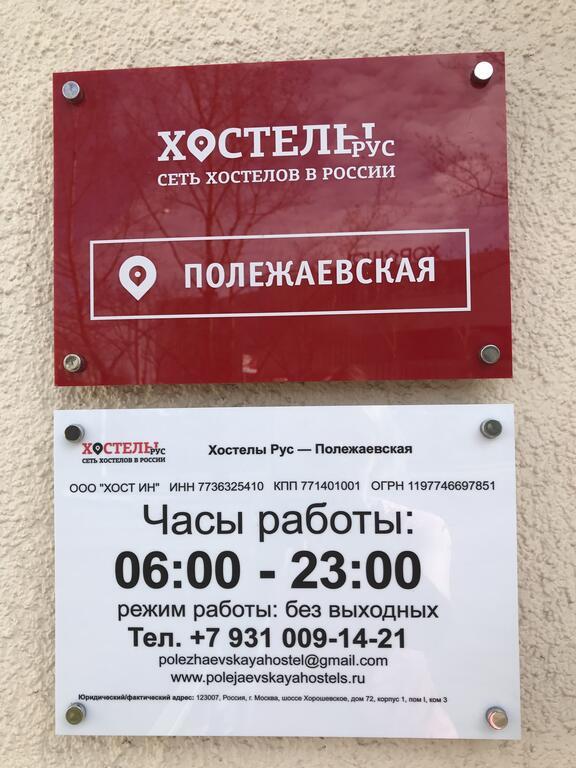 ХОСТЕЛЫ РУС
СЕТЬ ХОСТЕЛОВ В РОССИИ
ПОЛЕЖАЕВСКАЯ
ХОСТЕЛЫ РУС
СЕТЬ ХОСТЕЛОВ В РОССИИ
Хостелы Рус — Полежаевская
ООО "ХОСТ ИН" ИНН 7736325410 КПП 771401001 ОГРН 1197746697851
Часы работы:
06:00 - 23:00
режим работы: без выходных
Тел. +7 931 009-14-21
polezhaevskayahostel@gmail.com
www.polejaevskayahostels.ru
Юридический/фактический адрес: 123007, Россия, г. Москва, шоссе Хорошевское, дом 72, корпус 1, пом I, ком 3